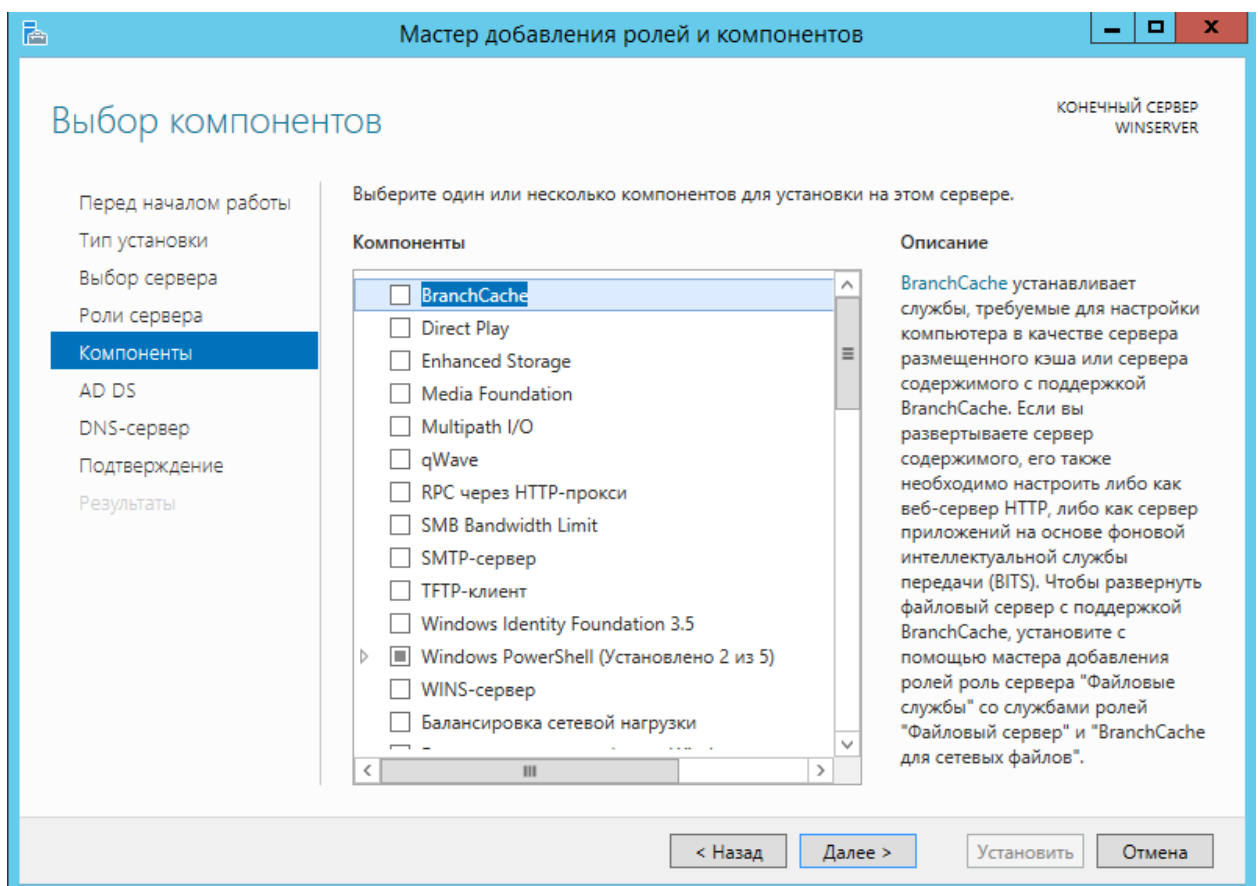 Мастер добавления ролей и компонентов
Выбор компонентов
КОНЕЧНЫЙ СЕРВЕР
WINSERVER
Перед началом работы
Тип установки
Выбор сервера
Роли сервера
Компоненты
AD DS
DNS-сервер
Подтверждение
Результаты
Выберите один или несколько компонентов для установки на этом сервере.
Компоненты
BranchCache
Direct Play
Enhanced Storage
Media Foundation
Multipath I/O
qWave
RPC через HTTP-прокси
SMB Bandwidth Limit
SMTP-сервер
TFTP-клиент
Windows Identity Foundation 3.5
Windows PowerShell (Установлено 2 из 5)
WINS-сервер
Балансировка сетевой нагрузки
Описание
BranchCache устанавливает
службы, требуемые для настройки
компьютера в качестве сервера
размещенного кэша или сервера
содержимого с поддержкой
BranchCache. Если вы
развертываете сервер
содержимого, его также
необходимо настроить либо как
веб-сервер HTTP, либо как сервер
приложений на основе фоновой
интеллектуальной службы
передачи (BITS). Чтобы развернуть
файловый сервер с поддержкой
BranchCache, установите с
помощью мастера добавления
ролей роль сервера "Файловые
службы" со службами ролей
"Файловый сервер" и "BranchCache
для сетевых файлов".
< Назад
Далее >
Установить
Отмена